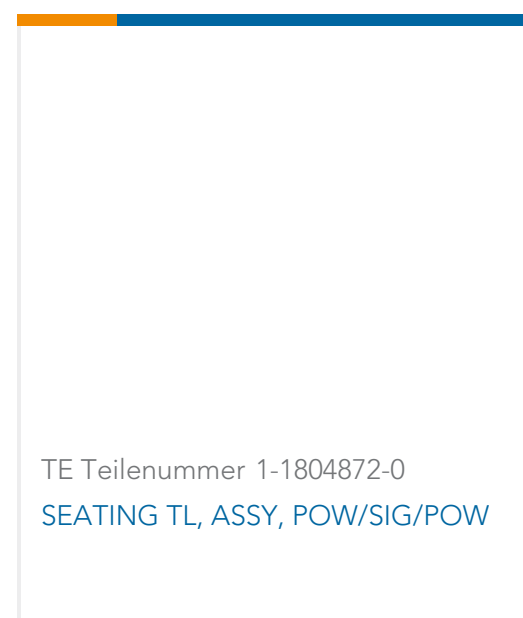 TE Teilenummer 1-1804872-0
SEATING TL, ASSY, POW/SIG/POW